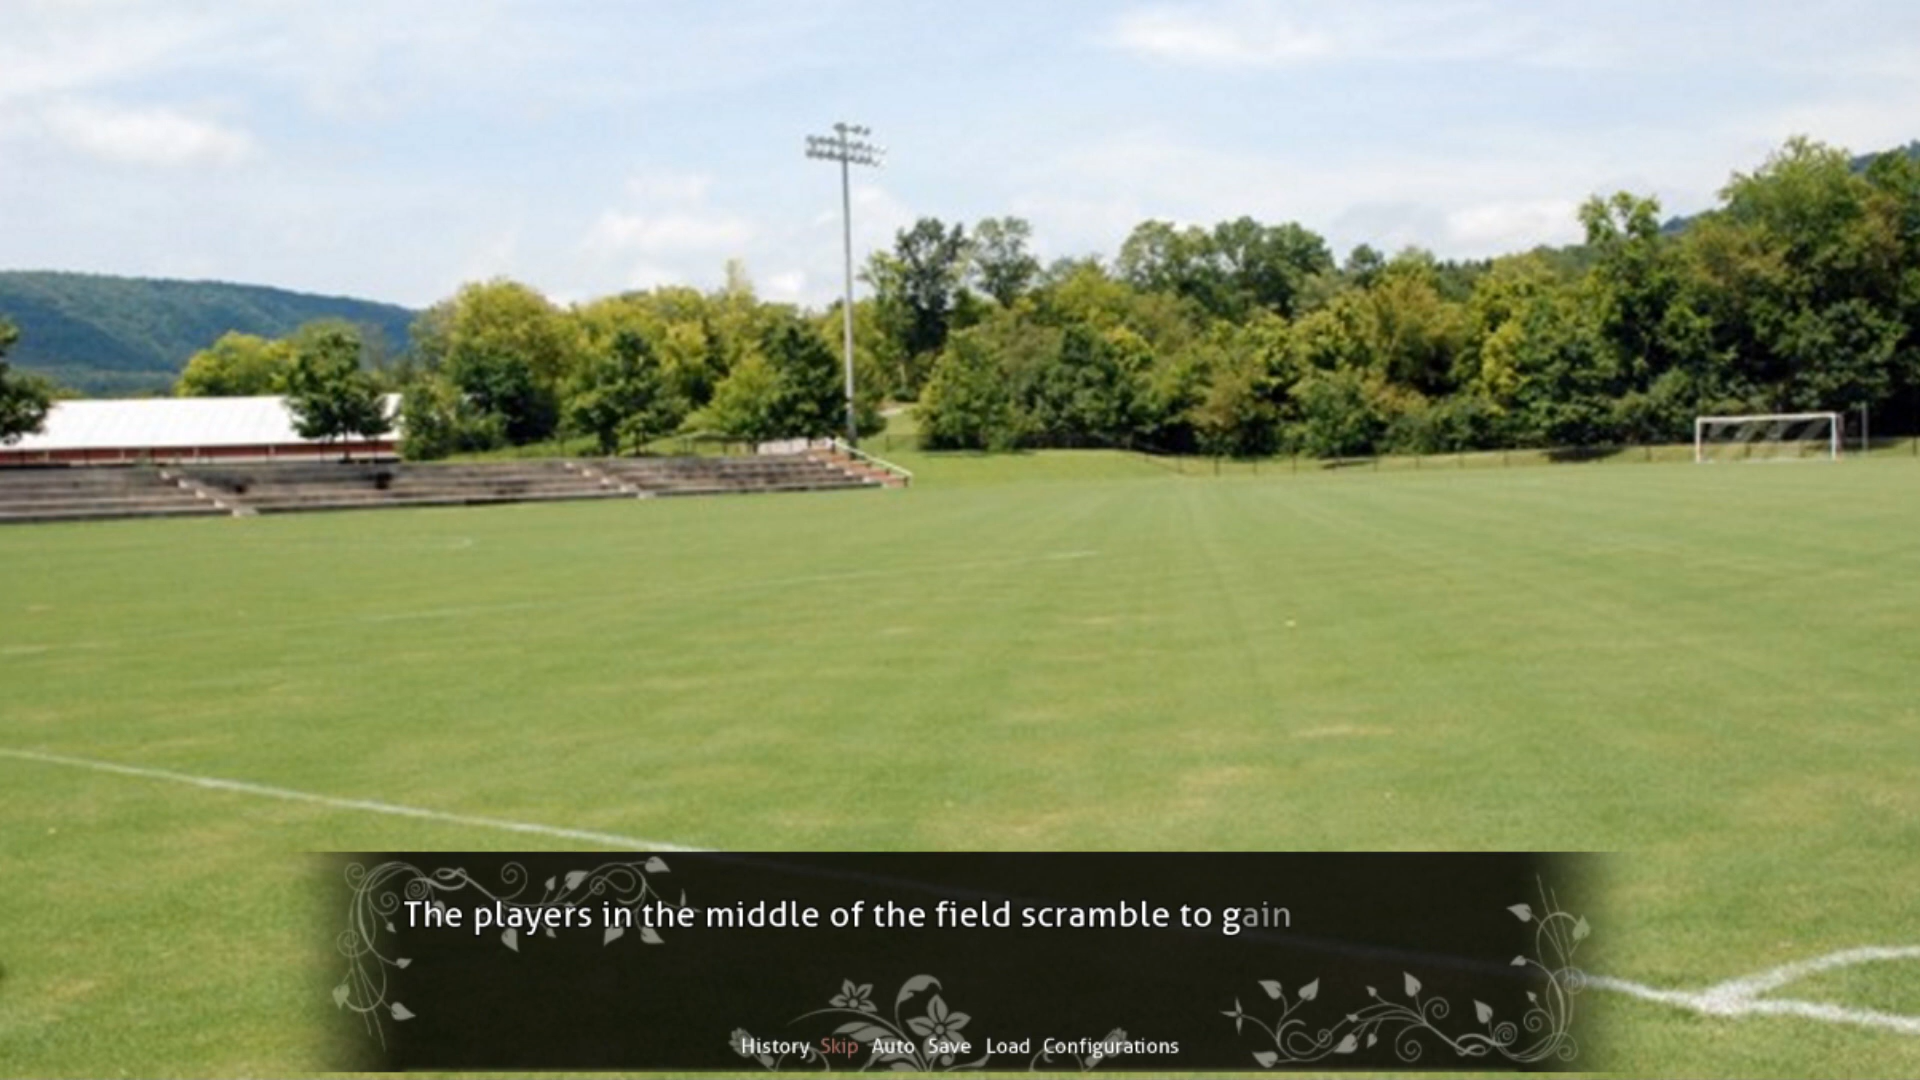 The players in the middle of the field scramble to gain
History Skip Auto Save Load Configurations